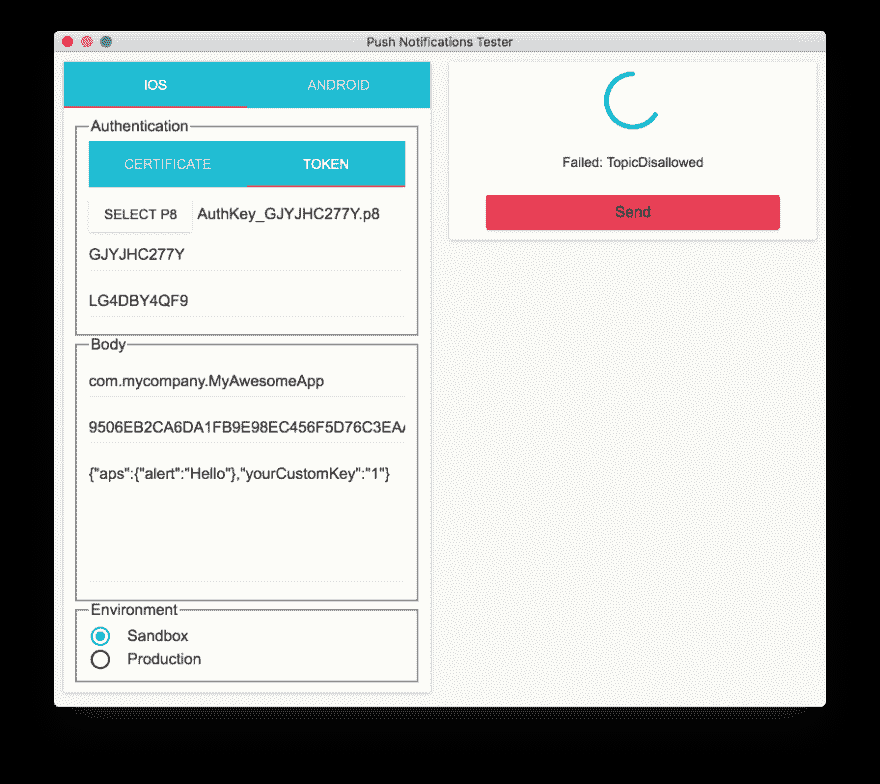 Push Notifications Tester
IOS
ANDROID
Authentication
CERTIFICATE
TOKEN
SELECT P8
AuthKey_GJYJHC277Y.p8
GJYJHC277Y
LG4DBY4QF9
Body
com.mycompany.MyAwesomeApp
9506EB2CA6DA1FB9E98EC456F5D76C3EA
{"aps":{"alert":"Hello"},"yourCustomKey":"1"}
Environment
Sandbox
Production
Failed: TopicDisallowed
Send